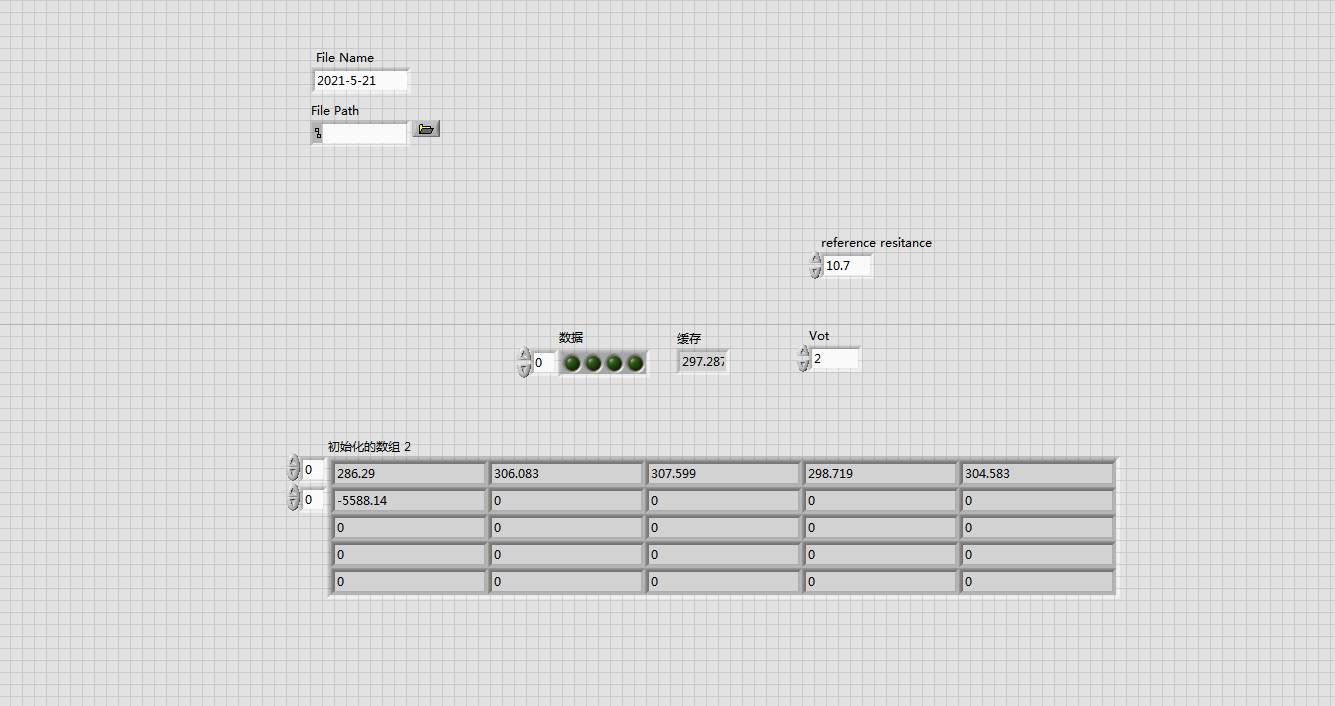 File Name
2021-5-21
File Path
reference resitance
10.7
数据
缓存
Vot
0
297.287
2
初始化的数组 2
0
286.29 306.083 307.599 298.719 304.583
0
-5588.14 0 0 0 0
0 0 0 0 0
0 0 0 0 0
0 0 0 0 0